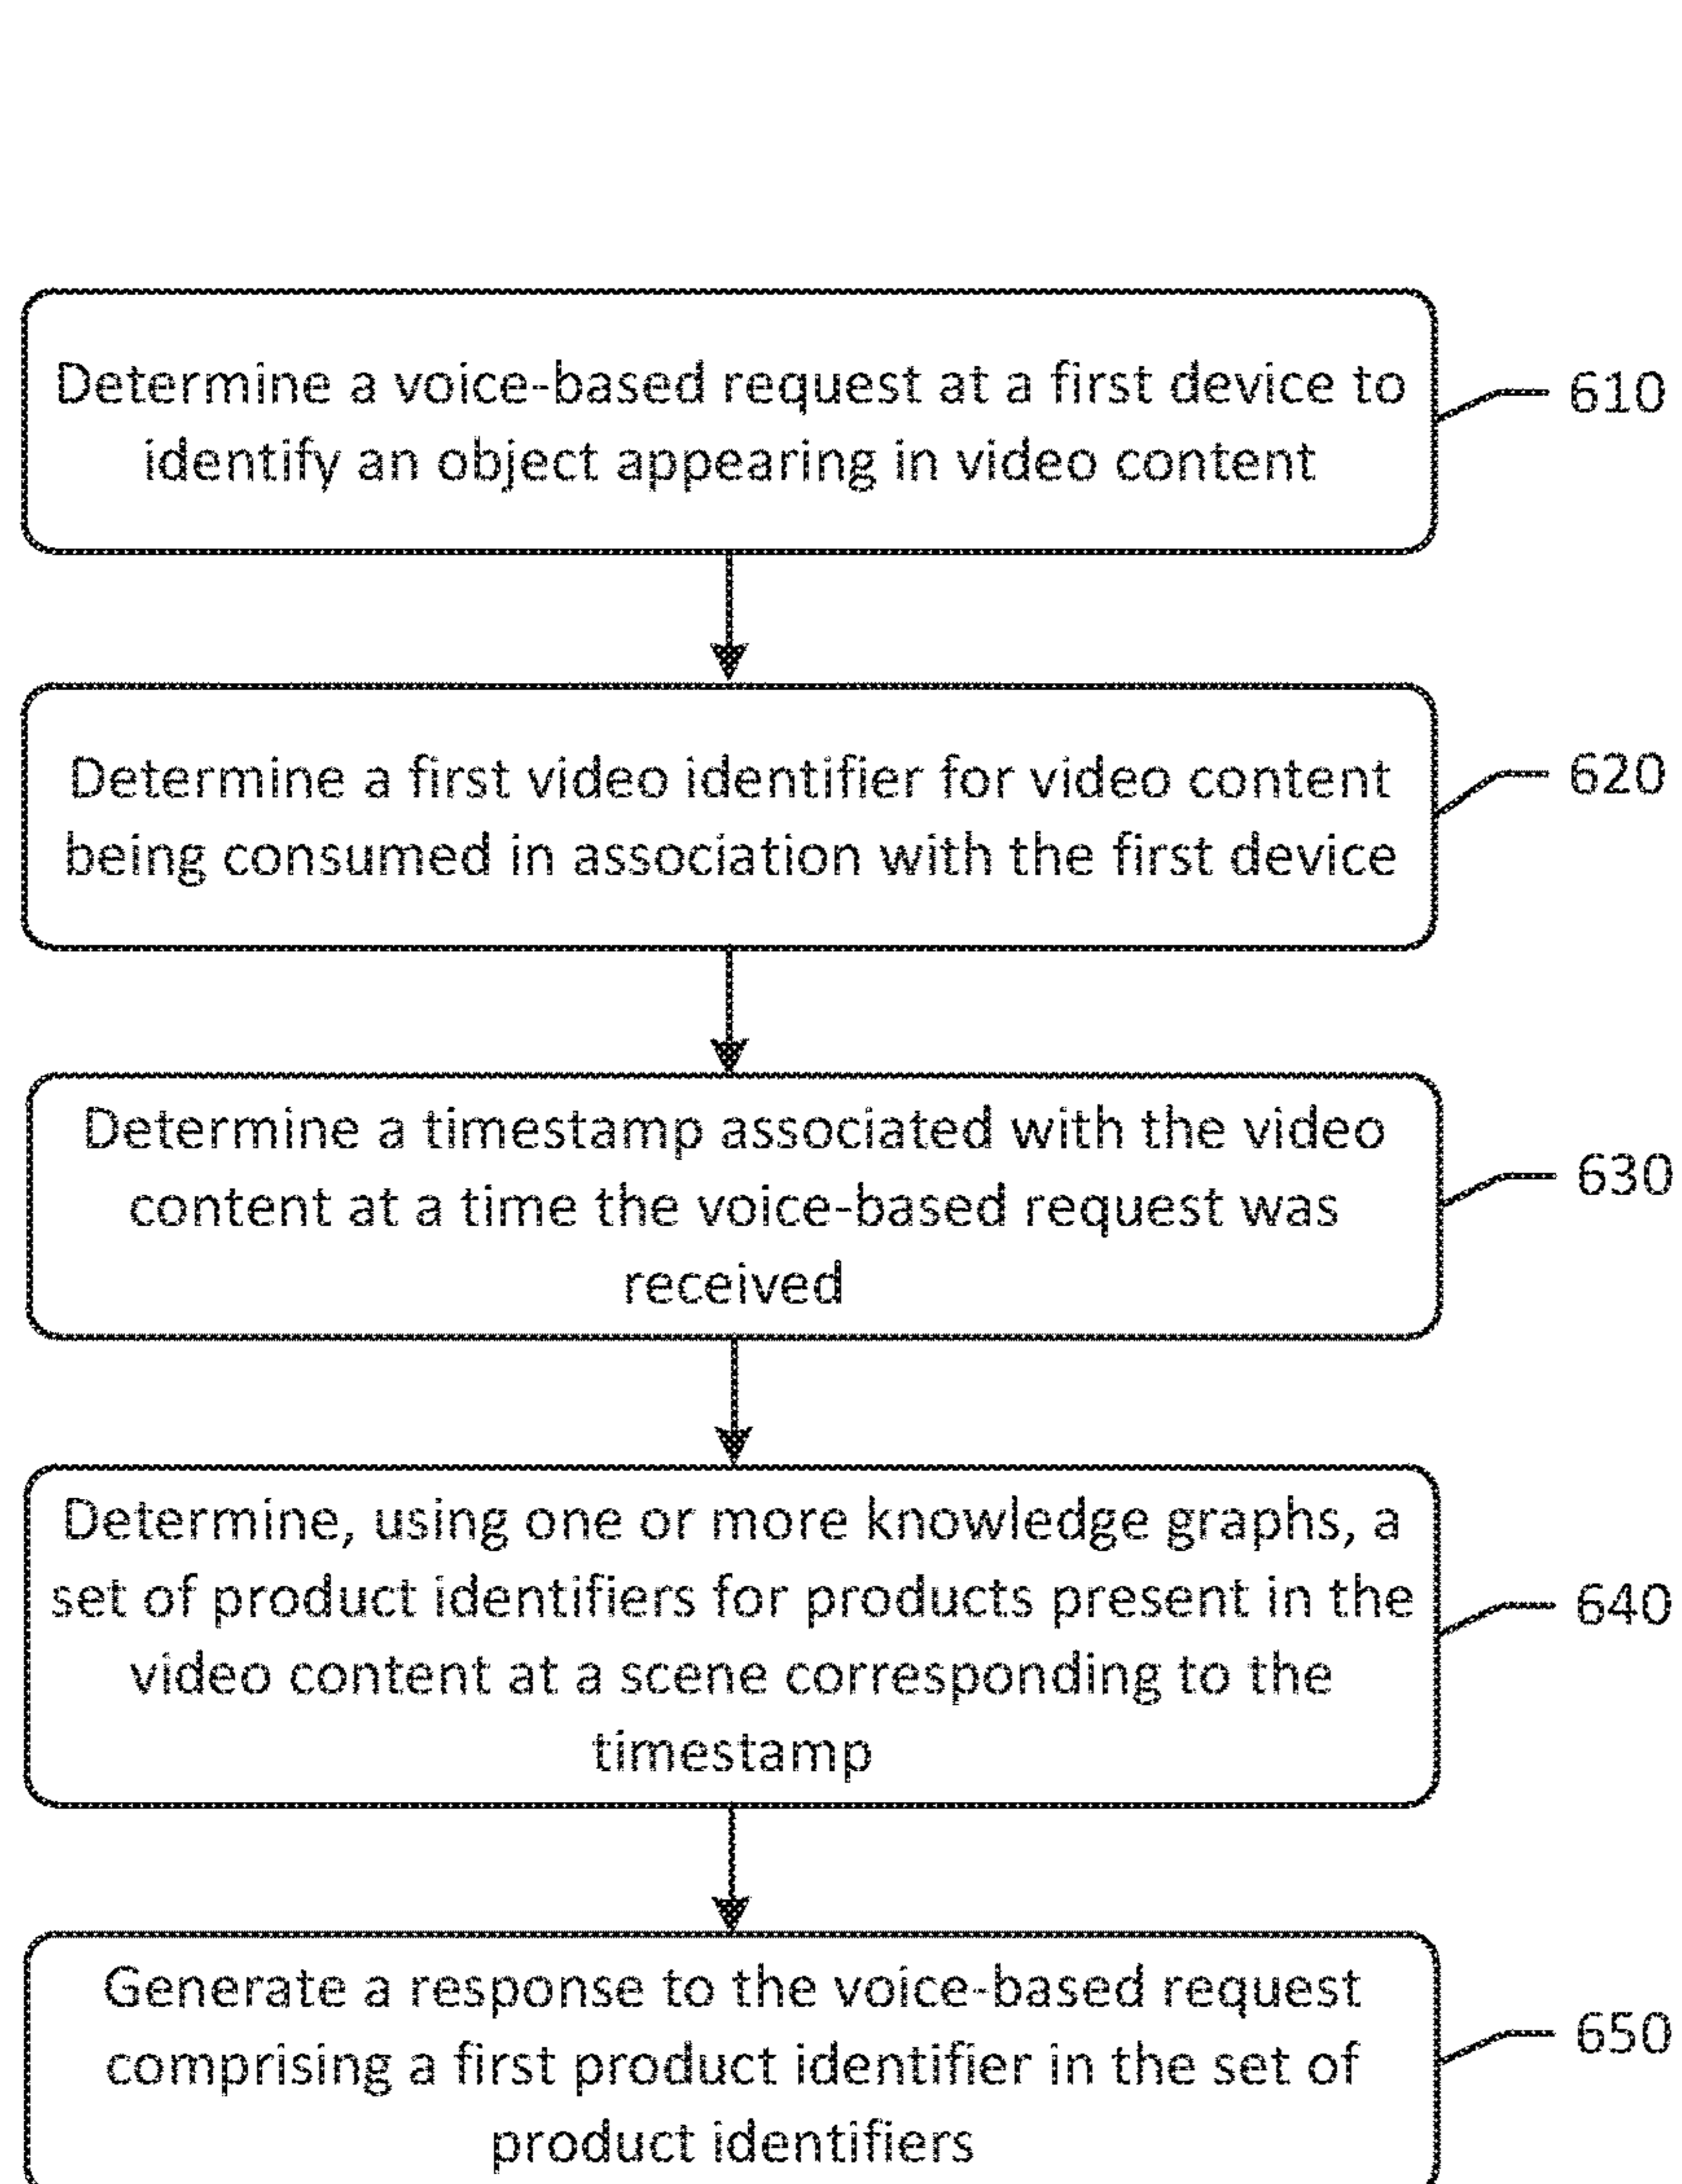 Determine a voice-based request at a first device to
identify an object appearing in video content
610
Determine a first video identifier for video content
being consumed in association with the first device
620
Determine a timestamp associated with the video
content at a time the voice-based request was
received
630
Determine, using one or more knowledge graphs, a
set of product identifiers for products present in the
video content at a scene corresponding to the
timestamp
640
Generate a response to the voice-based request
comprising a first product identifier in the set of
product identifiers
650